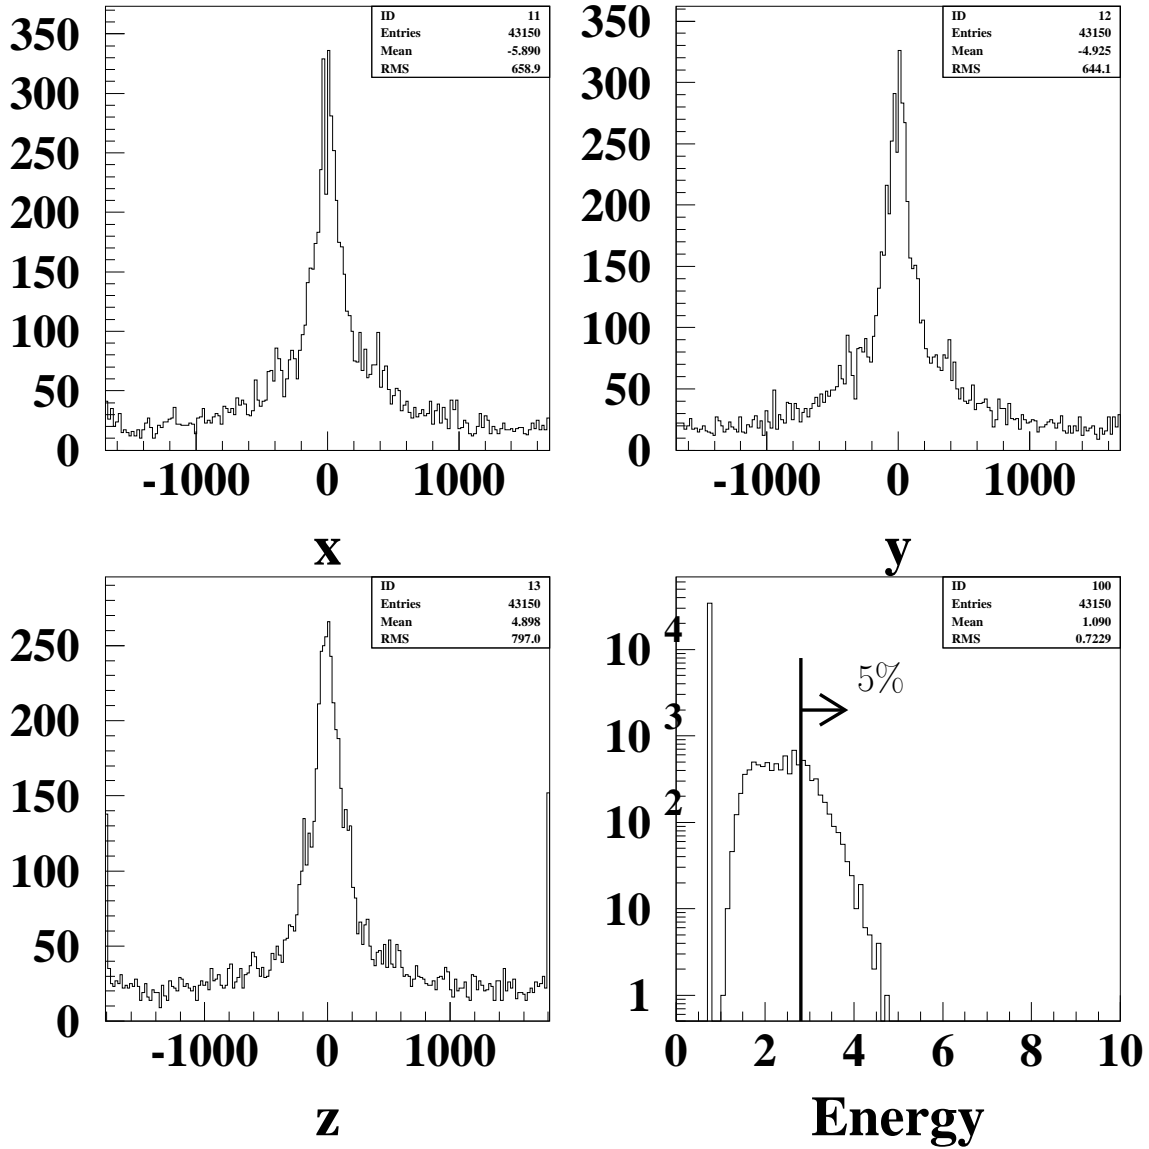 ID 11
Entries 43150
Mean -5.890
RMS 658.9
350
300
250
200
150
100
50
0
-1000 0 1000
x
ID 12
Entries 43150
Mean -4.925
RMS 644.1
350
300
250
200
150
100
50
0
-1000 0 1000
y
ID 13
Entries 43150
Mean 4.898
RMS 797.0
250
200
150
100
50
0
-1000 0 1000
z
ID 100
Entries 43150
Mean 1.090
RMS 0.7229
10 4
10 3
10 2
10
1
5%
0 2 4 6 8 10
Energy